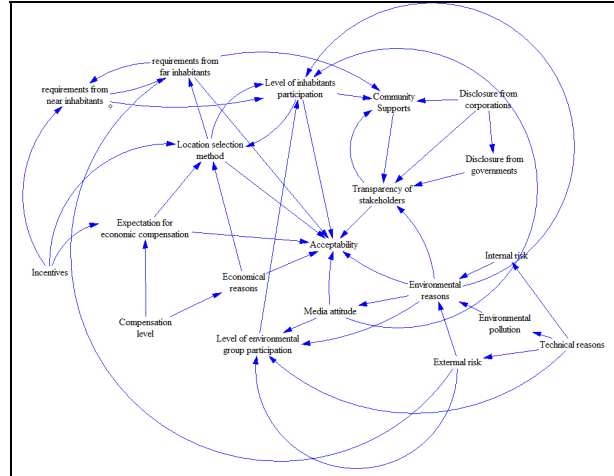 requirements from
far inhabitants
requirements from
near inhabitants
Level of inhabitants
participation
Community
Supports
Disclosure from
corporations
Location selection
method
Disclosure from
governments
Transparency of
stakeholders
Expectation for
economic compensation
Acceptability
Internal risk
Incentives
Economical
reasons
Environmental
reasons
Media attitude
Compensation
level
Environmental
pollution
Level of environmental
group participation
Technical reasons
Extermal risk